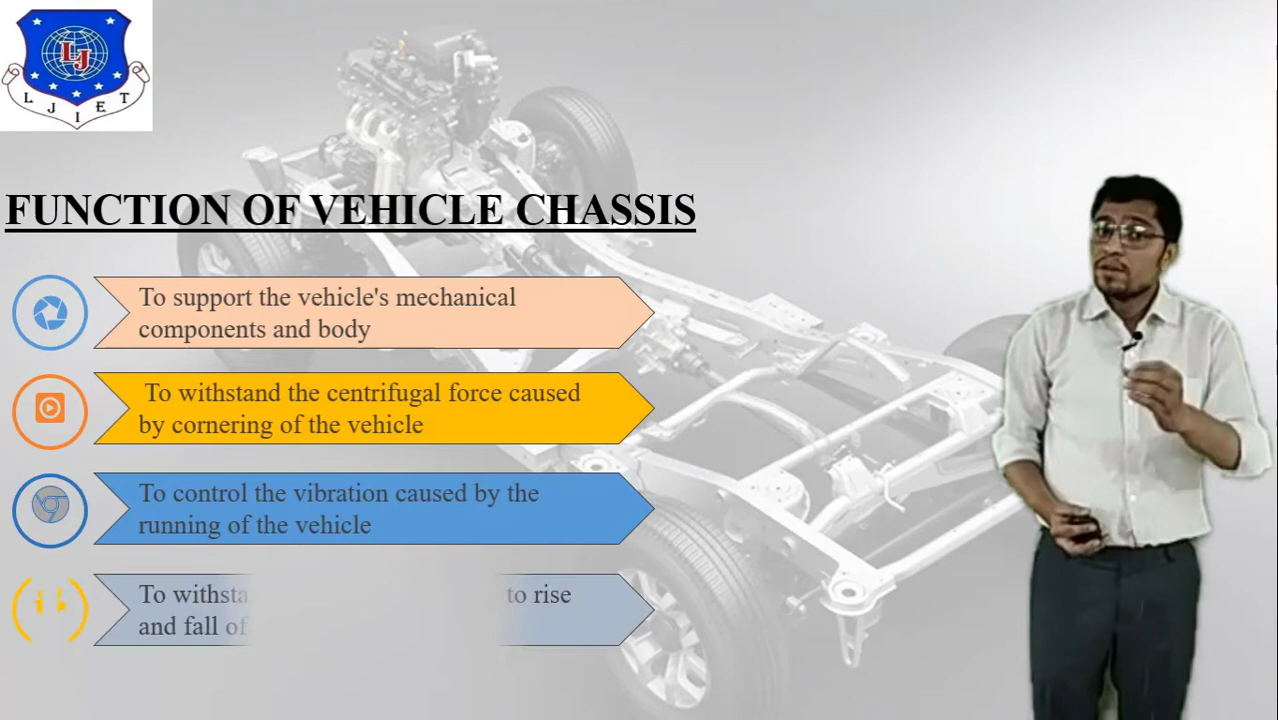 LJ
L J I E T
FUNCTION OF VEHICLE CHASSIS
To support the vehicle's mechanical
components and body
To withstand the centrifugal force caused
by cornering of the vehicle
To control the vibration caused by the
running of the vehicle
To to rise
and fall of